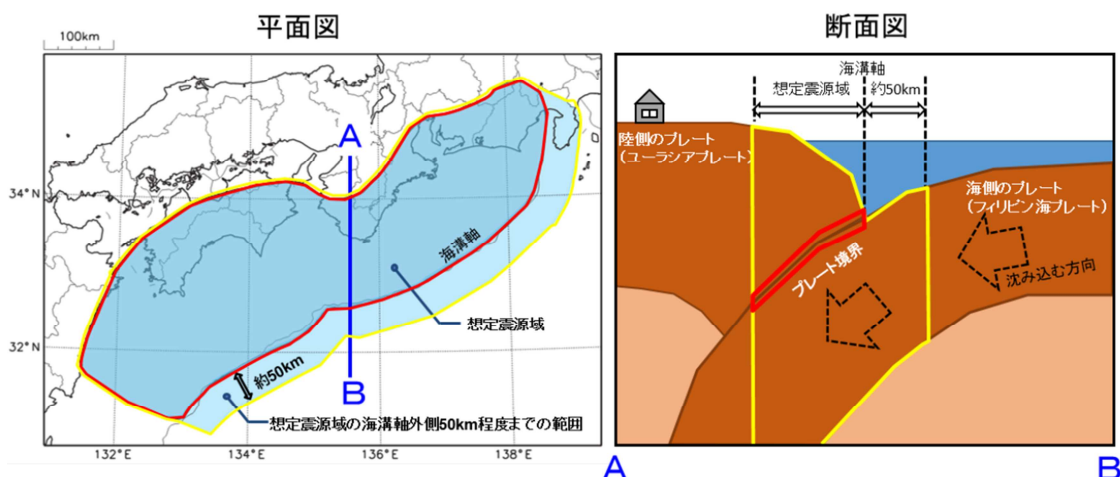 平面図
100km
A
34°N
32°N
海溝軸
想定震源域
約50km
B
想定震源域の海溝軸外側50km程度までの範囲
132°E
134°E
136°E
138°E
断面図
海溝軸
想定震源域
約50km
陸側のプレート
(ユーラシアプレート)
海側のプレート
(フィリピン海プレート)
プレート境界
沈み込む方向
A
B